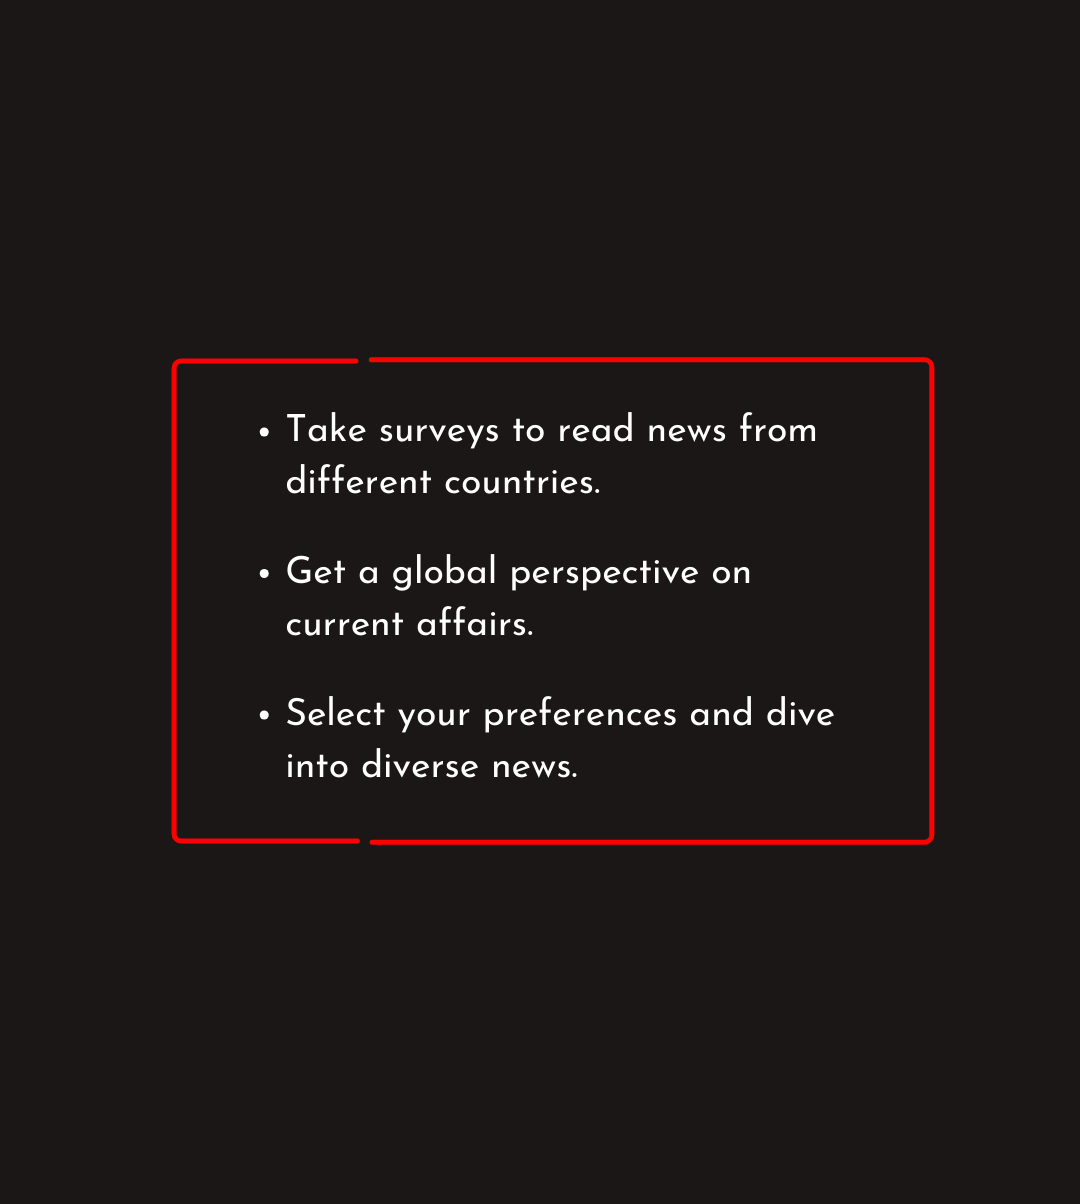 • Take surveys to read news from
different countries.
• Get a global perspective on
current affairs.
• Select your preferences and dive
into diverse news.